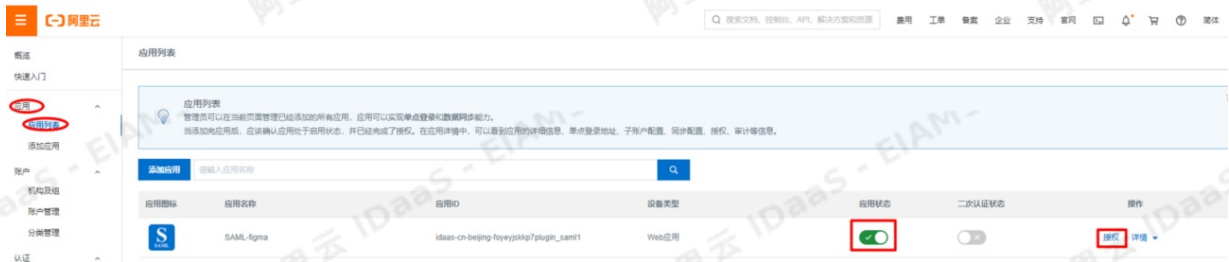 阿里云
搜索文档、控制台、API、解决方案和资源 费用 工单 备案 企业 支持 官网 简体
概览
快速入门
应用
应用列表
添加应用
账户
机构及组
账户管理
分类管理
认证
应用列表
应用列表
管理员可以在当前页面管理已经添加的所有应用，应用可以实现单点登录和数据同步能力。
当添加完应用后，应该确认应用处于启用状态，并已经完成了授权。在应用详情中，可以看到应用的详细信息、单点登录地址、子账户配置、同步配置、授权、审计等信息。
添加应用 请输入应用名称
应用图标 应用名称 应用ID 设备类型 应用状态 二次认证状态 操作
S SAML SAML-figma idaas-cn-beijing-foyeyjskkp7plugin_saml1 Web应用 授权 详情
阿里云 IDaaS - EIAM-